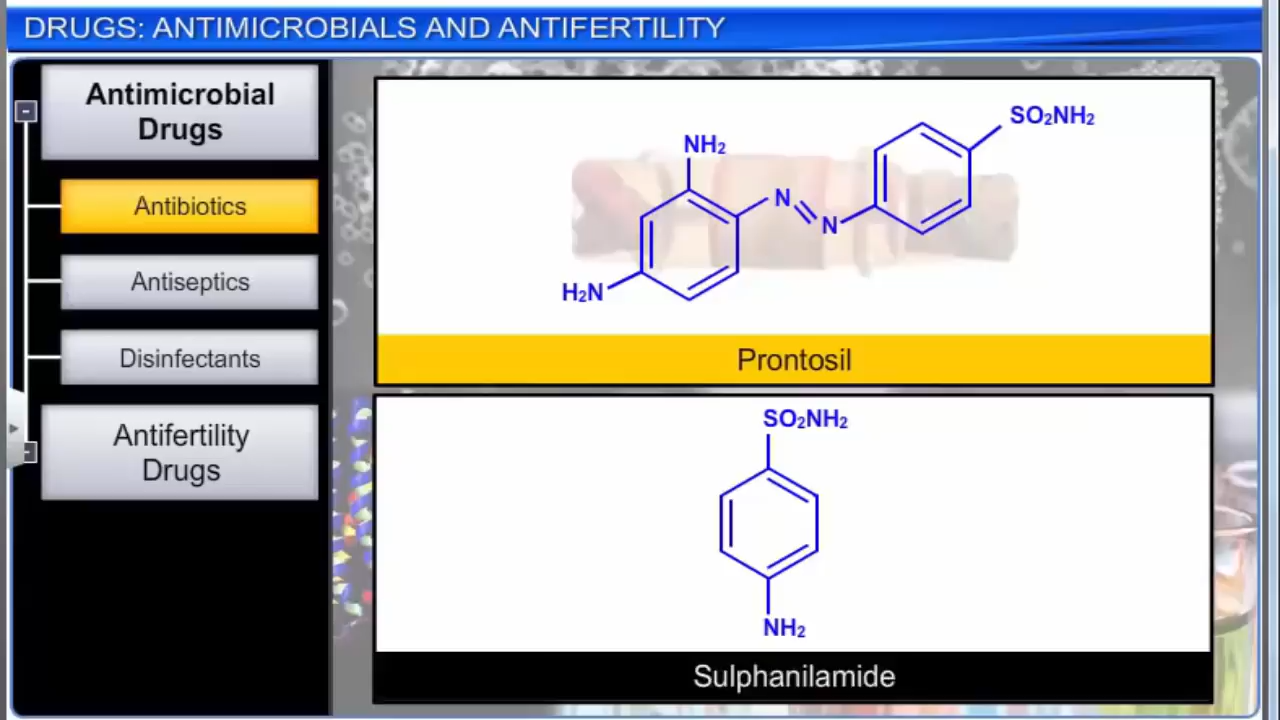 DRUGS: ANTIMICROBIALS AND ANTIFERTILITY
Antimicrobial
Drugs
Antibiotics
Antiseptics
Disinfectants
Antifertility
Drugs
SO₂NH₂
NH₂
N
N
H₂N
Prontosil
SO₂NH₂
NH₂
Sulphanilamide